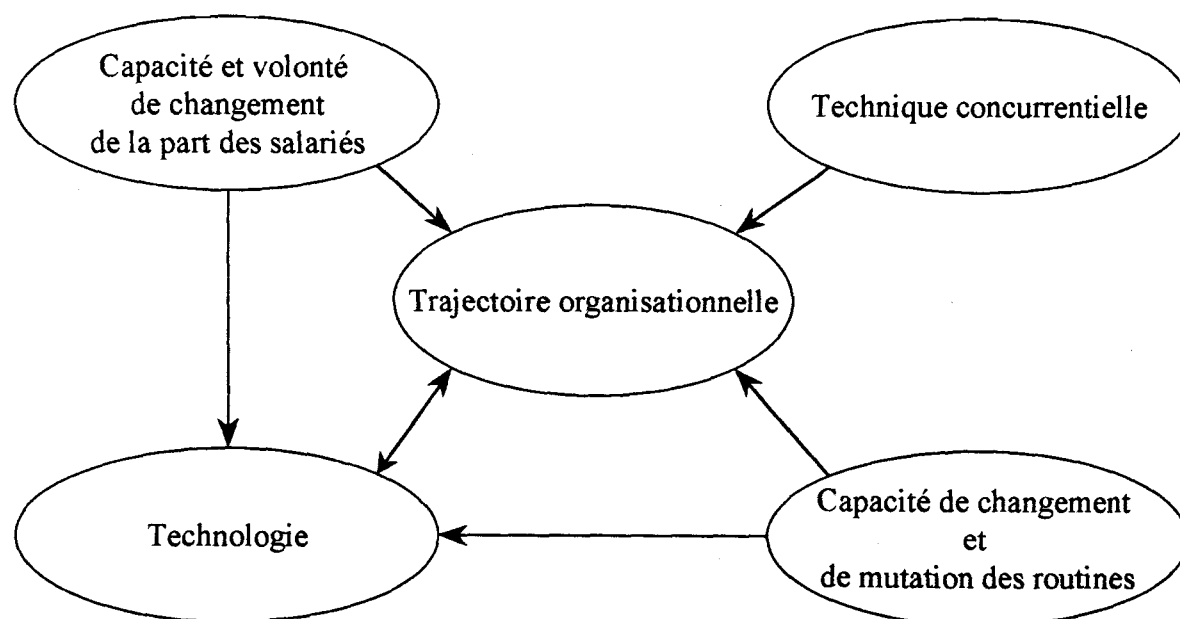 Capacité et volonté
de changement
de la part des salariés
Technique concurrentielle
Trajectoire organisationnelle
Technologie
Capacité de changement
et
de mutation des routines